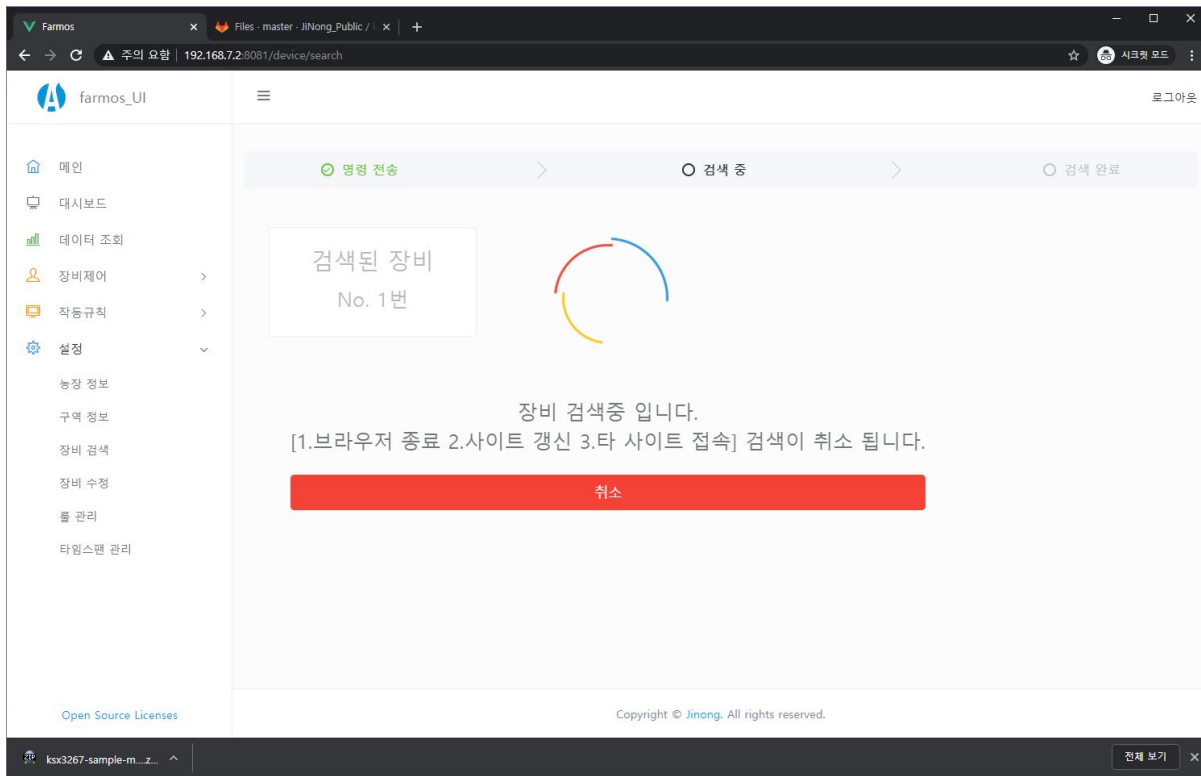 Farmos
Files · master · JiNong_Public /
주의 요함 192.168.7.2:8081/device/search
시크릿 모드
farmos_UI
로그아웃
메인
대시보드
데이터 조회
장비제어
작동규칙
설정
농장 정보
구역 정보
장비 검색
장비 수정
룰 관리
타임스팬 관리
Open Source Licenses
명령 전송
검색 중
검색 완료
검색된 장비
No. 1번
장비 검색중 입니다.
[1.브라우저 종료 2.사이트 갱신 3.타 사이트 접속] 검색이 취소 됩니다.
취소
Copyright © Jinong. All rights reserved.
ZIP
ksx3267-sample-m....z...
전체 보기